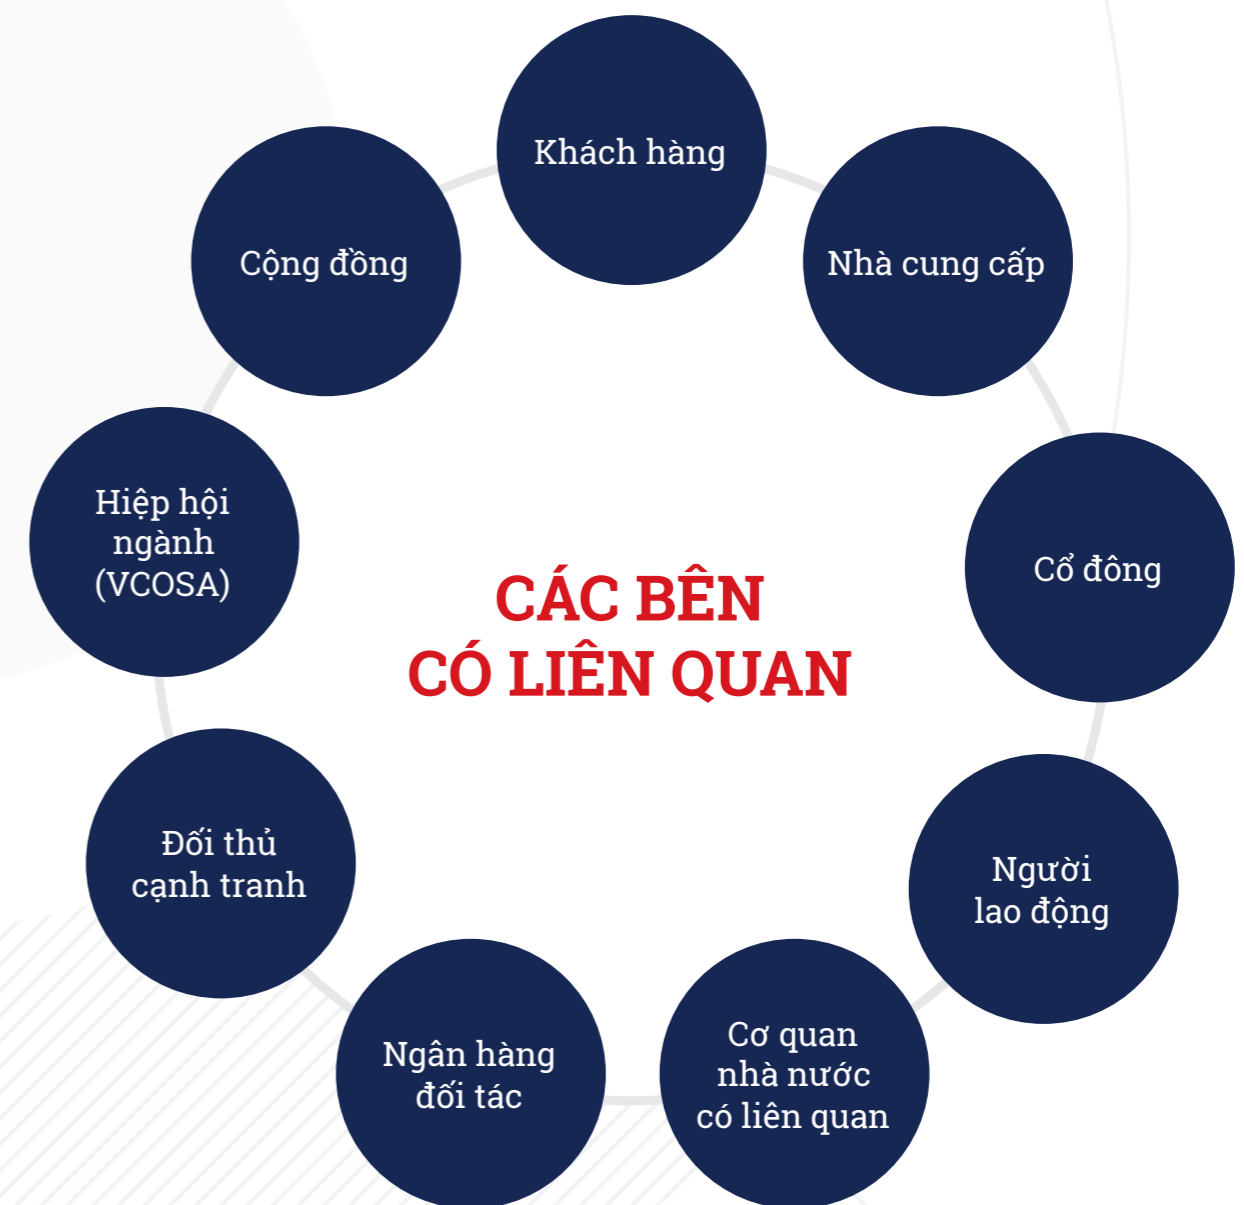 Khách hàng
Cộng đồng
Nhà cung cấp
Hiệp hội
ngành
(VCOSA)
CÁC BÊN
CÓ LIÊN QUAN
Cổ đông
Đối thủ
cạnh tranh
Người
lao động
Ngân hàng
đối tác
Cơ quan
nhà nước
có liên quan